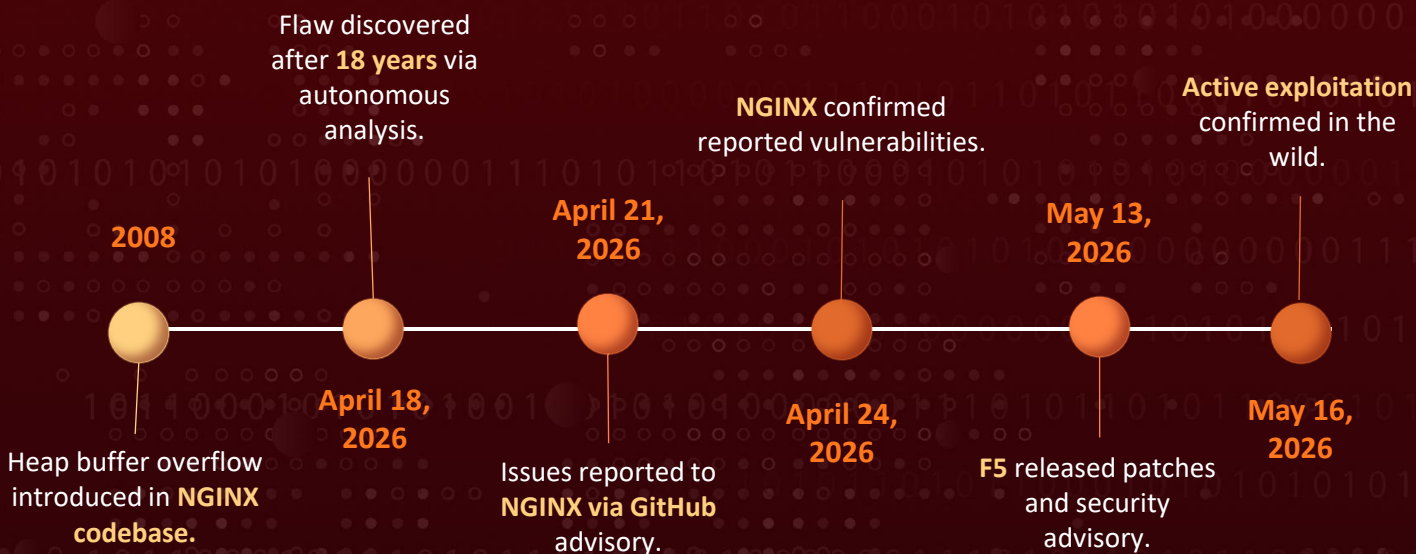 Flaw discovered
after 18 years via
autonomous
analysis.
NGINX confirmed
reported vulnerabilities.
Active exploitation
confirmed in the
wild.
2008
April 21,
2026
May 13,
2026
April 18,
2026
April 24,
2026
May 16,
2026
Heap buffer overflow
introduced in NGINX
codebase.
Issues reported to
NGINX via GitHub
advisory.
F5 released patches
and security
advisory.